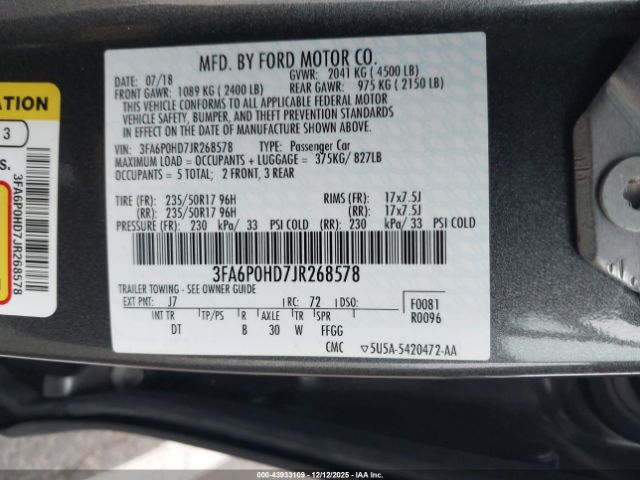 MFD. BY FORD MOTOR CO.
DATE: 07/18 GVWR: 2041 KG ( 4500 LB)
FRONT GAWR: 1089 KG ( 2400 LB) REAR GAWR: 975 KG ( 2150 LB)
THIS VEHICLE CONFORMS TO ALL APPLICABLE FEDERAL MOTOR
VEHICLE SAFETY, BUMPER, AND THEFT PREVENTION STANDARDS
IN EFFECT ON THE DATE OF MANUFACTURE SHOWN ABOVE.
VIN: 3FA6P0HD7JR268578 TYPE: Passenger Car
MAXIMUM LOAD = OCCUPANTS + LUGGAGE = 375KG/ 827LB
OCCUPANTS = 5 TOTAL; 2 FRONT, 3 REAR
TIRE (FR): 235/50R17 96H RIMS (FR): 17x7.5J
(RR): 235/50R17 96H (RR): 17x7.5J
PRESSURE (FR): 230 kPa/ 33 PSI COLD (RR): 230 kPa/ 33 PSI COLD
3FA6P0HD7JR268578
TRAILER TOWING - SEE OWNER GUIDE
EXT PNT: J7 RC: 72 DSO: F0081
INT TR TP/PS R AXLE TR SPR R0096
DT B 30 W FFGG
CMC ▽5U5A-5420472-AA
ATION
3
S.
3FA6P0HD7JR268578
© IAA - 43933109 - 12/12/2025 - IAAI.COM